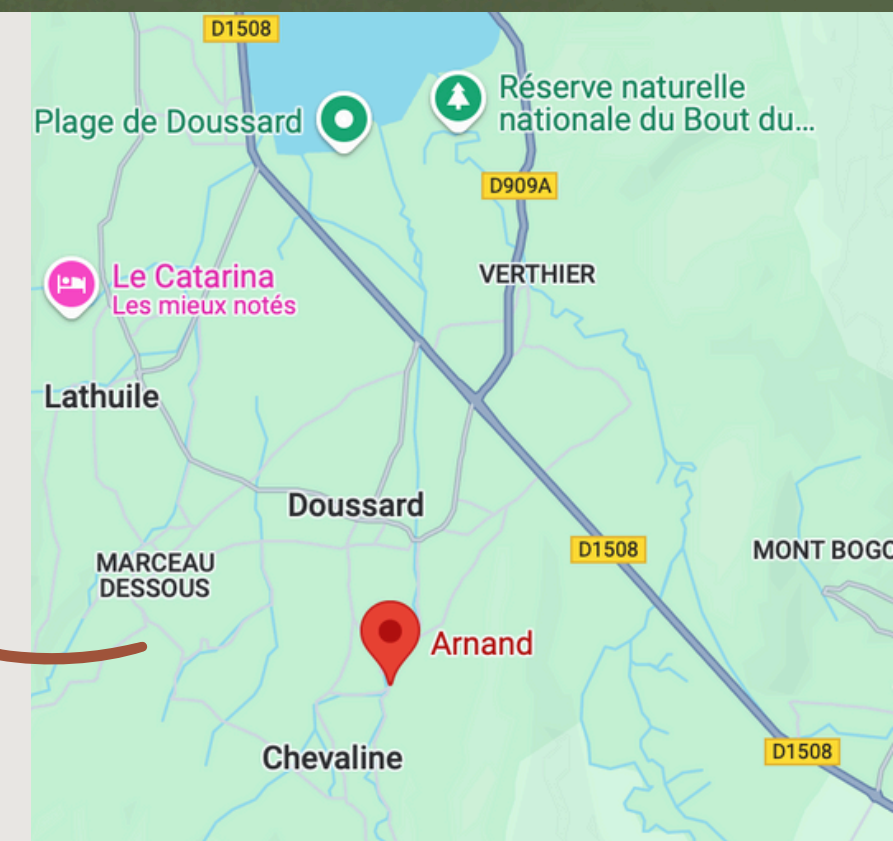 D1508
Réserve naturelle
nationale du Bout du...
Plage de Doussard
D909A
VERTHIER
Le Catarina
Les mieux notés
Lathuile
Doussard
D1508
MONT BOGO
MARCEAU
DESSOUS
Arnand
D1508
Chevaline